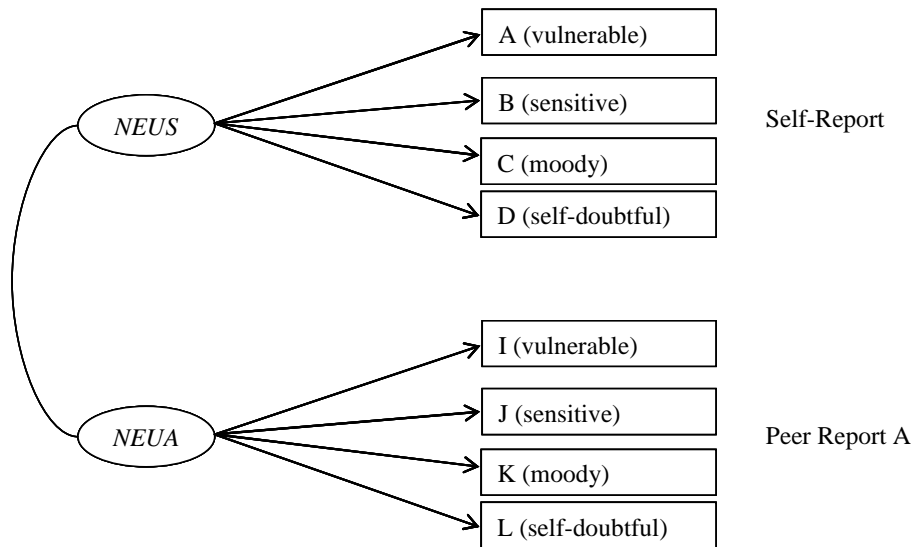 A (vulnerable)
B (sensitive)
NEUS
Self-Report
C (moody)
D (self-doubtful)
I (vulnerable)
J (sensitive)
NEUA
Peer Report A
K (moody)
L (self-doubtful)